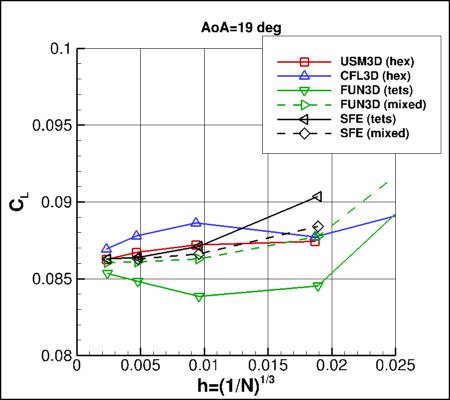 AoA=19 deg
USM3D (hex)
CFL3D (hex)
FUN3D (tets)
FUN3D (mixed)
SFE (tets)
SFE (mixed)
0.1
0.095
0.09
0.085
0.08
C_L
0 0.005 0.01 0.015 0.02 0.025
h=(1/N)^1/3